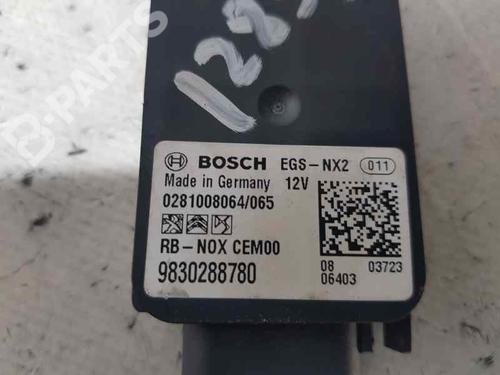 B-PARTS
BOSCH EGS-NX2 011
Made in Germany 12V
0281008064/065
RB-NOX CEM00
9830288780
08 03723
06403